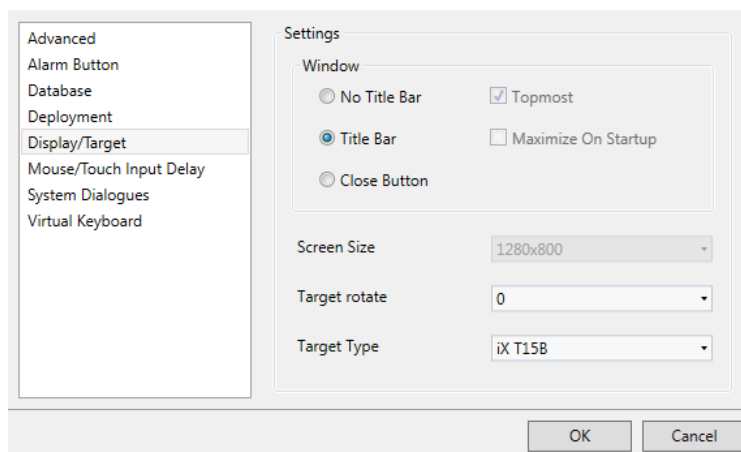 Advanced
Alarm Button
Database
Deployment
Display/Target
Mouse/Touch Input Delay
System Dialogues
Virtual Keyboard
Settings
Window
No Title Bar
Topmost
Title Bar
Maximize On Startup
Close Button
Screen Size
1280x800
Target rotate
0
Target Type
iX T15B
OK
Cancel